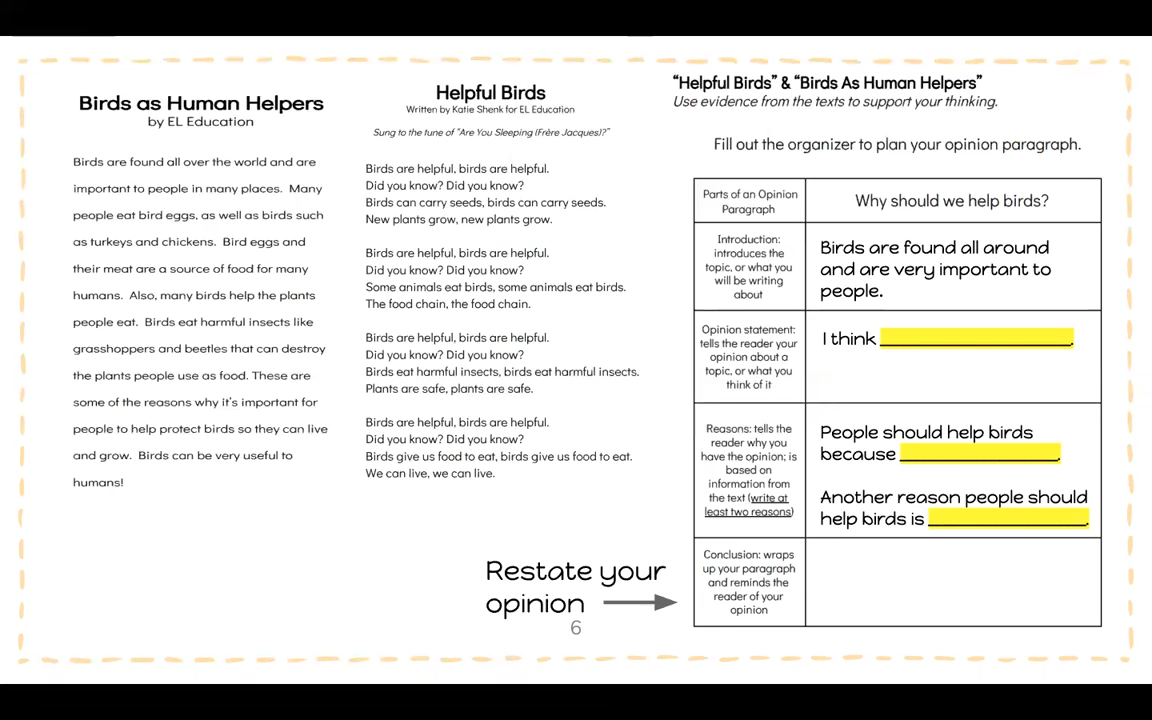 Birds as Human Helpers
by EL Education
Birds are found all over the world and are
important to people in many places.  Many
people eat bird eggs, as well as birds such
as turkeys and chickens.  Bird eggs and
their meat are a source of food for many
humans.  Also, many birds help the plants
people eat.  Birds eat harmful insects like
grasshoppers and beetles that can destroy
the plants people use as food. These are
some of the reasons why it's important for
people to help protect birds so they can live
and grow.  Birds can be very useful to
humans!
Helpful Birds
Written by Katie Shenk for EL Education
Sung to the tune of "Are You Sleeping (Frère Jacques)?"
Birds are helpful, birds are helpful.
Did you know? Did you know?
Birds can carry seeds, birds can carry seeds.
New plants grow, new plants grow.
Birds are helpful, birds are helpful.
Did you know? Did you know?
Some animals eat birds, some animals eat birds.
The food chain, the food chain.
Birds are helpful, birds are helpful.
Did you know? Did you know?
Birds eat harmful insects, birds eat harmful insects.
Plants are safe, plants are safe.
Birds are helpful, birds are helpful.
Did you know? Did you know?
Birds give us food to eat, birds give us food to eat.
We can live, we can live.
Restate your
opinion
6
"Helpful Birds" & "Birds As Human Helpers"
Use evidence from the texts to support your thinking.
Fill out the organizer to plan your opinion paragraph.
Parts of an Opinion
Paragraph
Why should we help birds?
Introduction:
introduces the
topic, or what you
will be writing
about
Birds are found all around
and are very important to
people.
Opinion statement:
tells the reader your
opinion about a
topic, or what you
think of it
I think ____________________.
Reasons: tells the
reader why you
have the opinion; is
based on
information from
the text (write at
least two reasons)
People should help birds
because ________________.
Another reason people should
help birds is ________________.
Conclusion: wraps
up your paragraph
and reminds the
reader of your
opinion